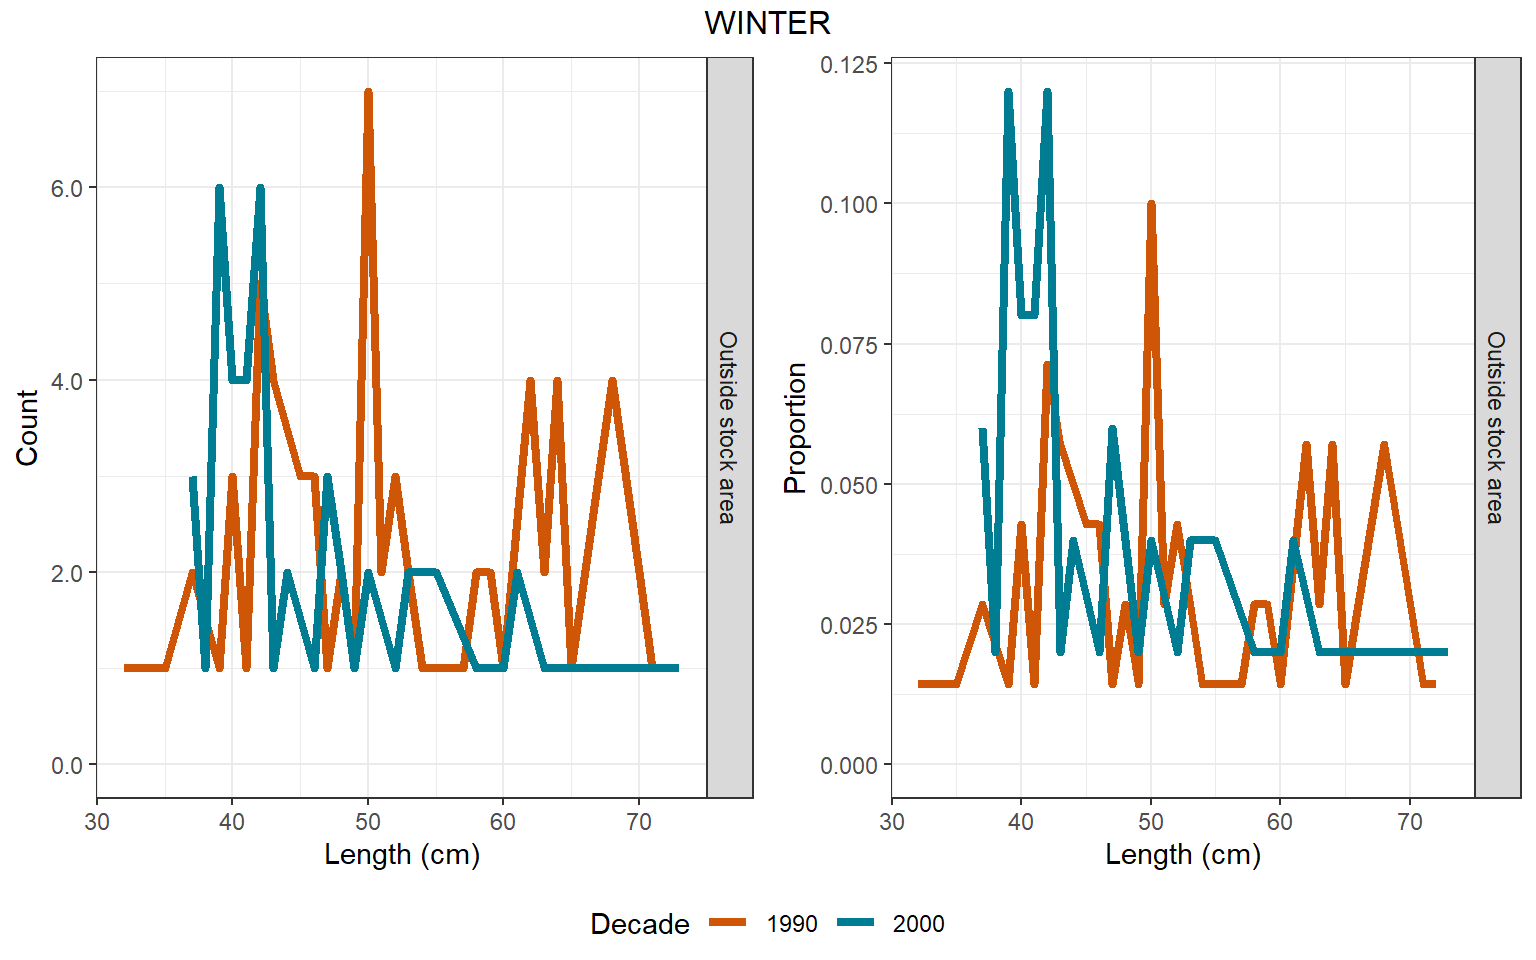 WINTER
Count
6.0
4.0
2.0
0.0
30 40 50 60 70
Length (cm)
Outside stock area
Proportion
0.125
0.100
0.075
0.050
0.025
0.000
30 40 50 60 70
Length (cm)
Outside stock area
Decade 1990 2000